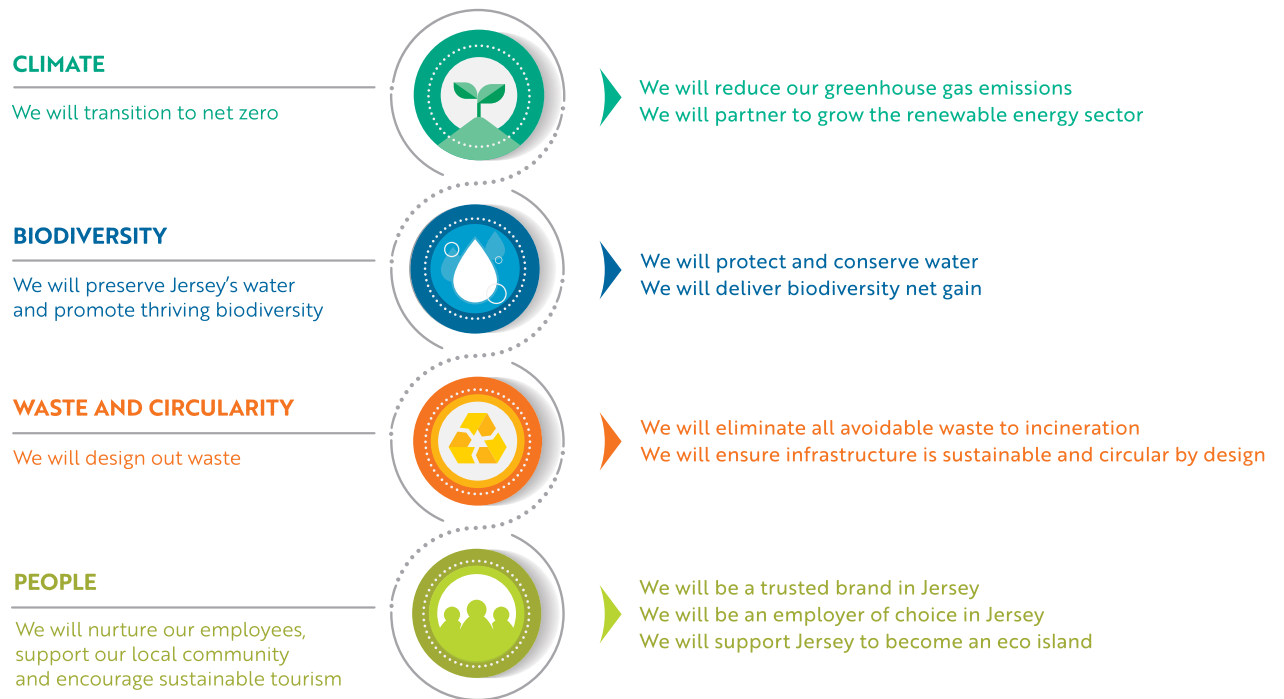 CLIMATE
We will transition to net zero
We will reduce our greenhouse gas emissions
We will partner to grow the renewable energy sector
BIODIVERSITY
We will preserve Jersey’s water
and promote thriving biodiversity
We will protect and conserve water
We will deliver biodiversity net gain
WASTE AND CIRCULARITY
We will design out waste
We will eliminate all avoidable waste to incineration
We will ensure infrastructure is sustainable and circular by design
PEOPLE
We will nurture our employees,
support our local community
and encourage sustainable tourism
We will be a trusted brand in Jersey
We will be an employer of choice in Jersey
We will support Jersey to become an eco island